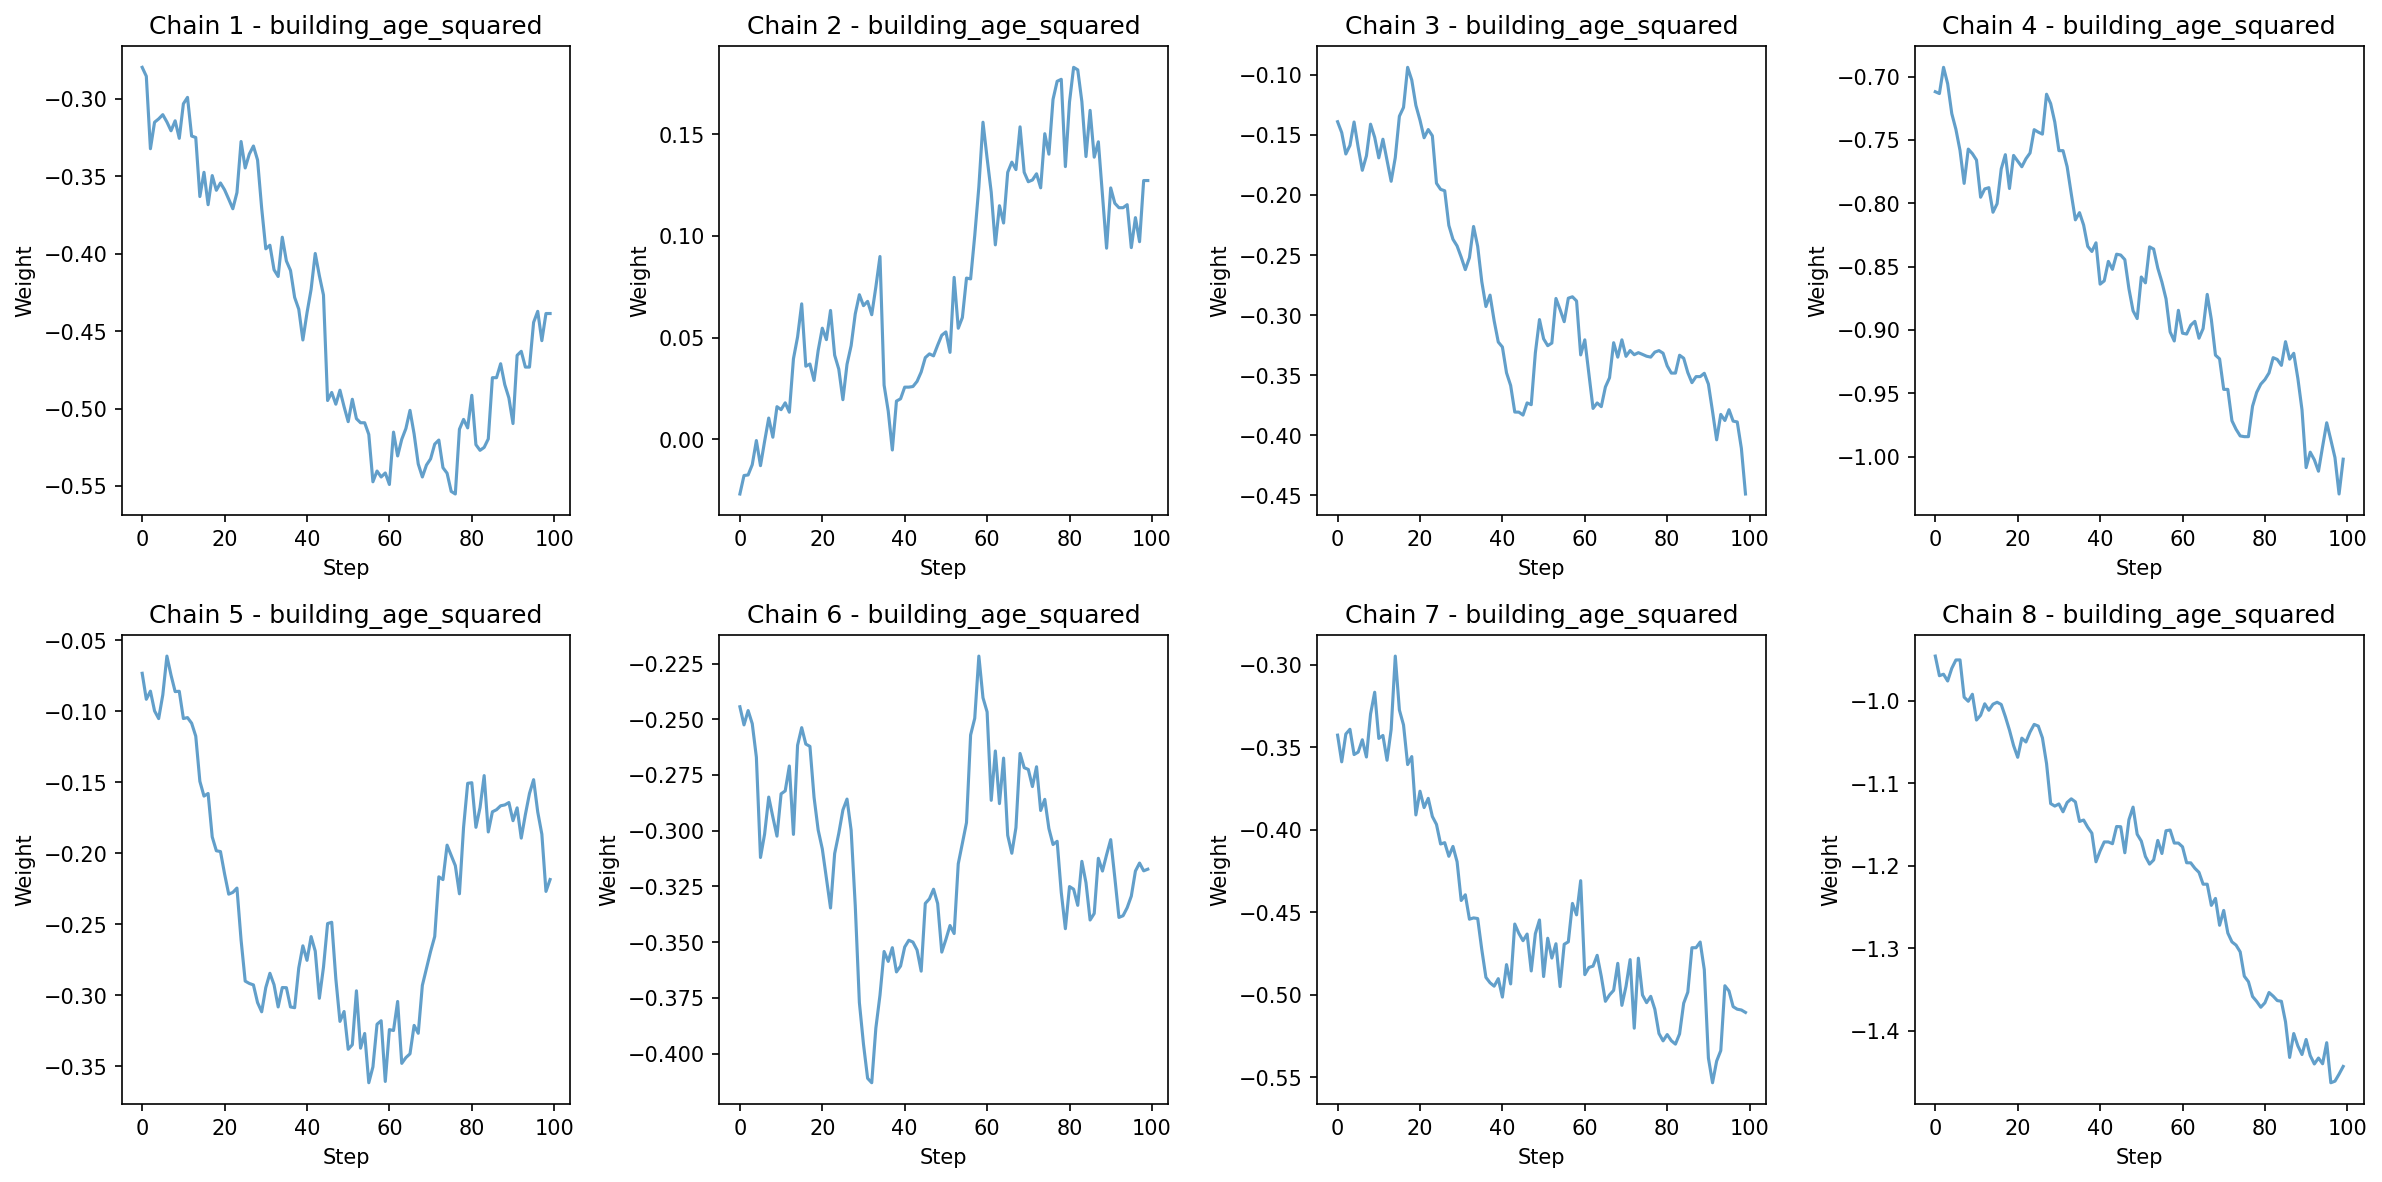 Chain 1 - building_age_squared
Chain 2 - building_age_squared
Chain 3 - building_age_squared
Chain 4 - building_age_squared
Weight
−0.30
−0.35
−0.40
−0.45
−0.50
−0.55
0 20 40 60 80 100
Step
Weight
0.15
0.10
0.05
0.00
0 20 40 60 80 100
Step
Weight
−0.10
−0.15
−0.20
−0.25
−0.30
−0.35
−0.40
−0.45
0 20 40 60 80 100
Step
Weight
−0.70
−0.75
−0.80
−0.85
−0.90
−0.95
−1.00
0 20 40 60 80 100
Step
Chain 5 - building_age_squared
Chain 6 - building_age_squared
Chain 7 - building_age_squared
Chain 8 - building_age_squared
Weight
−0.05
−0.10
−0.15
−0.20
−0.25
−0.30
−0.35
0 20 40 60 80 100
Step
Weight
−0.225
−0.250
−0.275
−0.300
−0.325
−0.350
−0.375
−0.400
0 20 40 60 80 100
Step
Weight
−0.30
−0.35
−0.40
−0.45
−0.50
−0.55
0 20 40 60 80 100
Step
Weight
−1.0
−1.1
−1.2
−1.3
−1.4
0 20 40 60 80 100
Step